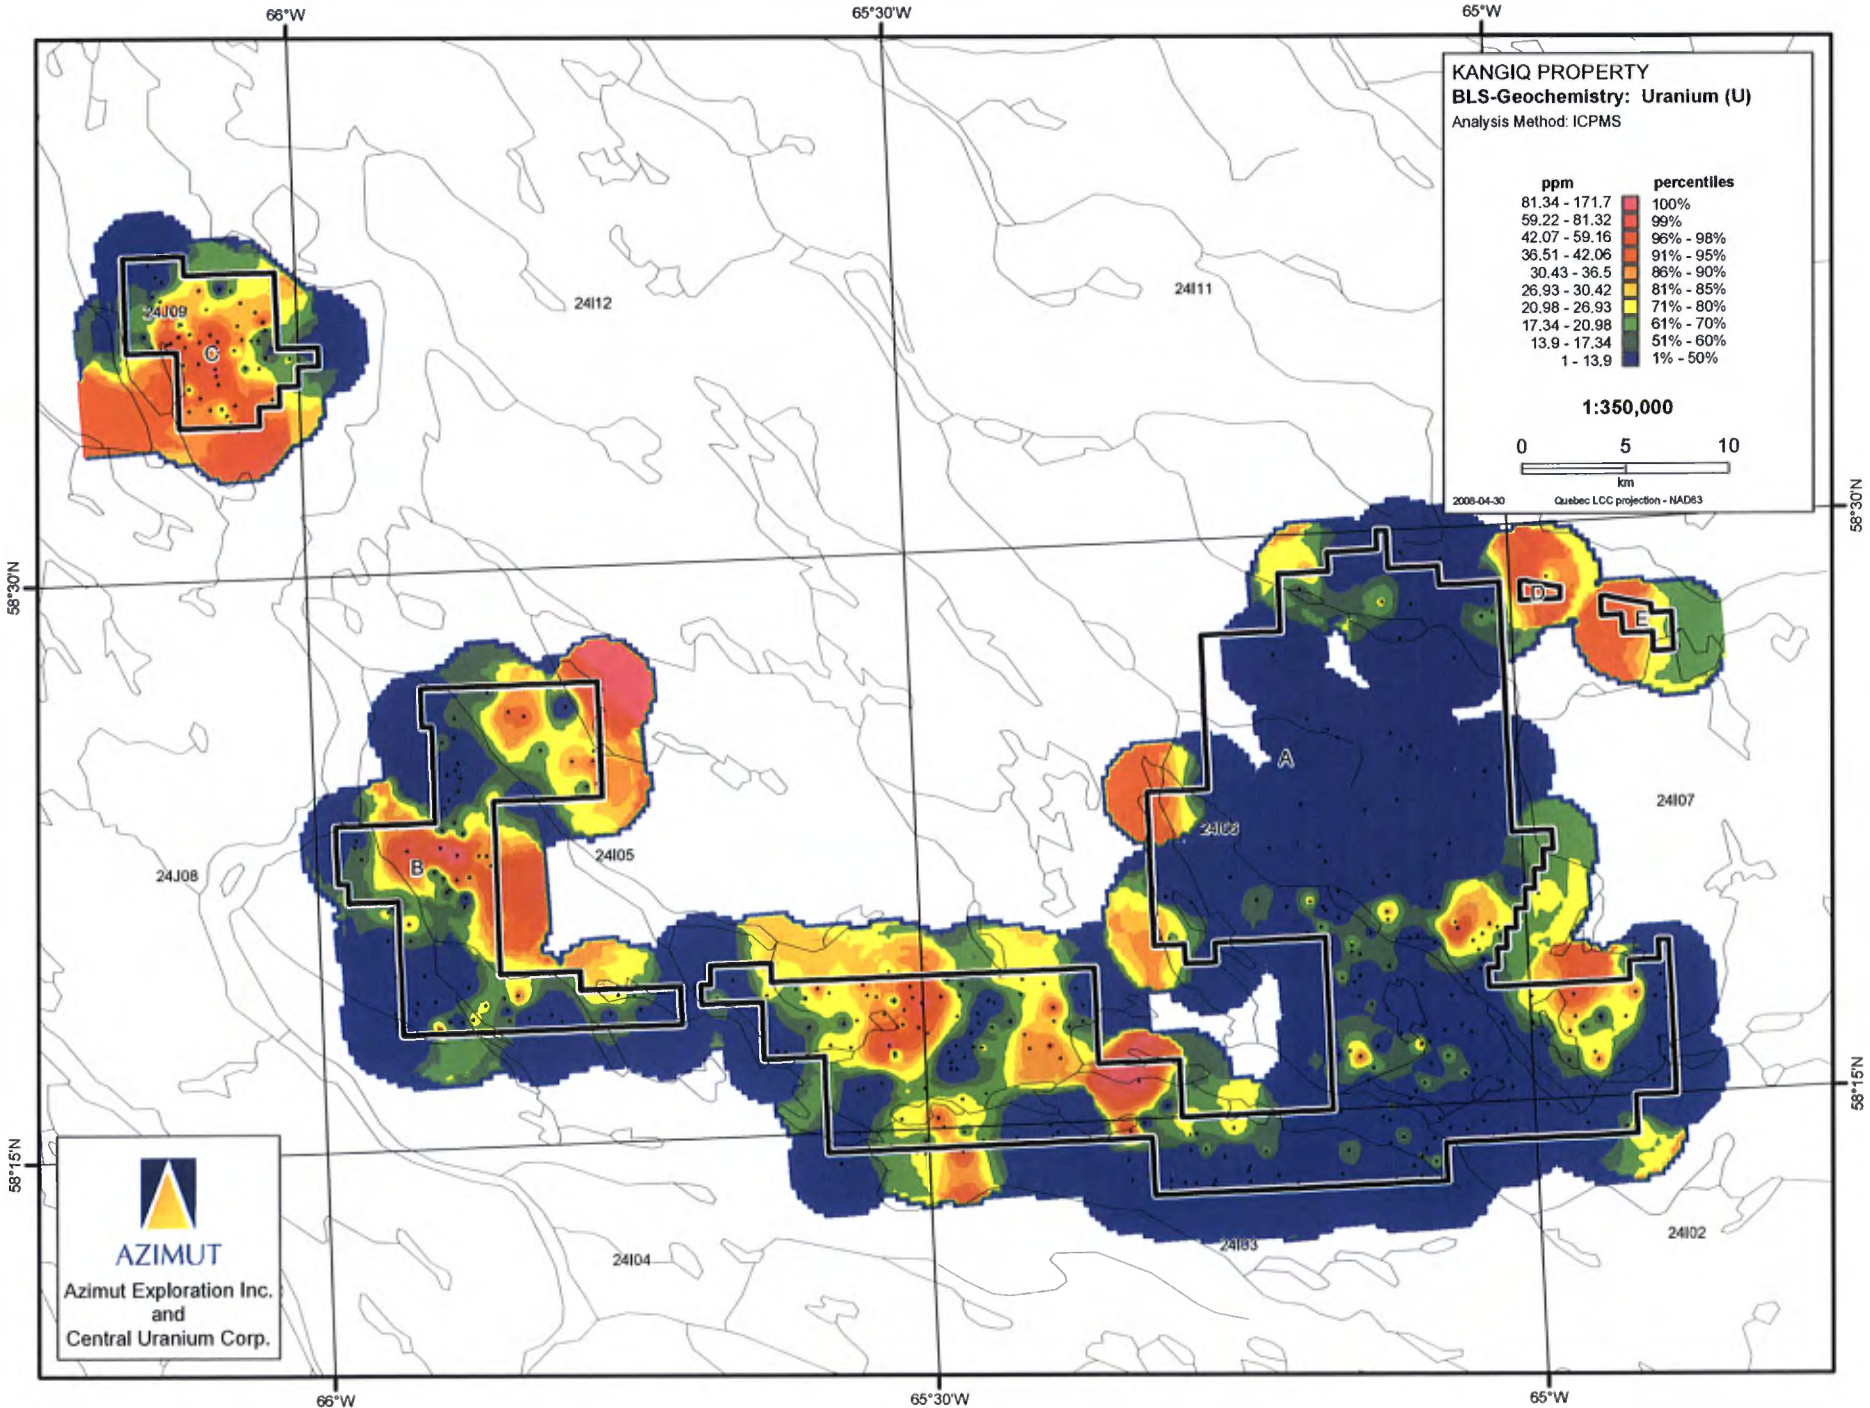 66°W
65°30'W
65°W
KANGIQ PROPERTY
BLS-Geochemistry: Uranium (U)
Analysis Method: ICPMS
ppm percentiles
81.34 - 171.7 100%
59.22 - 81.32 99%
42.07 - 59.16 96% - 98%
36.51 - 42.06 91% - 95%
30.43 - 36.5 86% - 90%
26.93 - 30.42 81% - 85%
20.98 - 26.93 71% - 80%
17.34 - 20.98 61% - 70%
13.9 - 17.34 51% - 60%
1 - 13.9 1% - 50%
1:350,000
0 5 10
km
2008-04-30 Quebec LCC projection - NAD83
24I12
24I11
24J09
C
58°30'N
58°30'N
D
E
A
24I07
24I06
24I05
B
24J08
58°15'N
58°15'N
24I04
24I03
24I02
AZIMUT
Azimut Exploration Inc.
and
Central Uranium Corp.
66°W
65°30'W
65°W